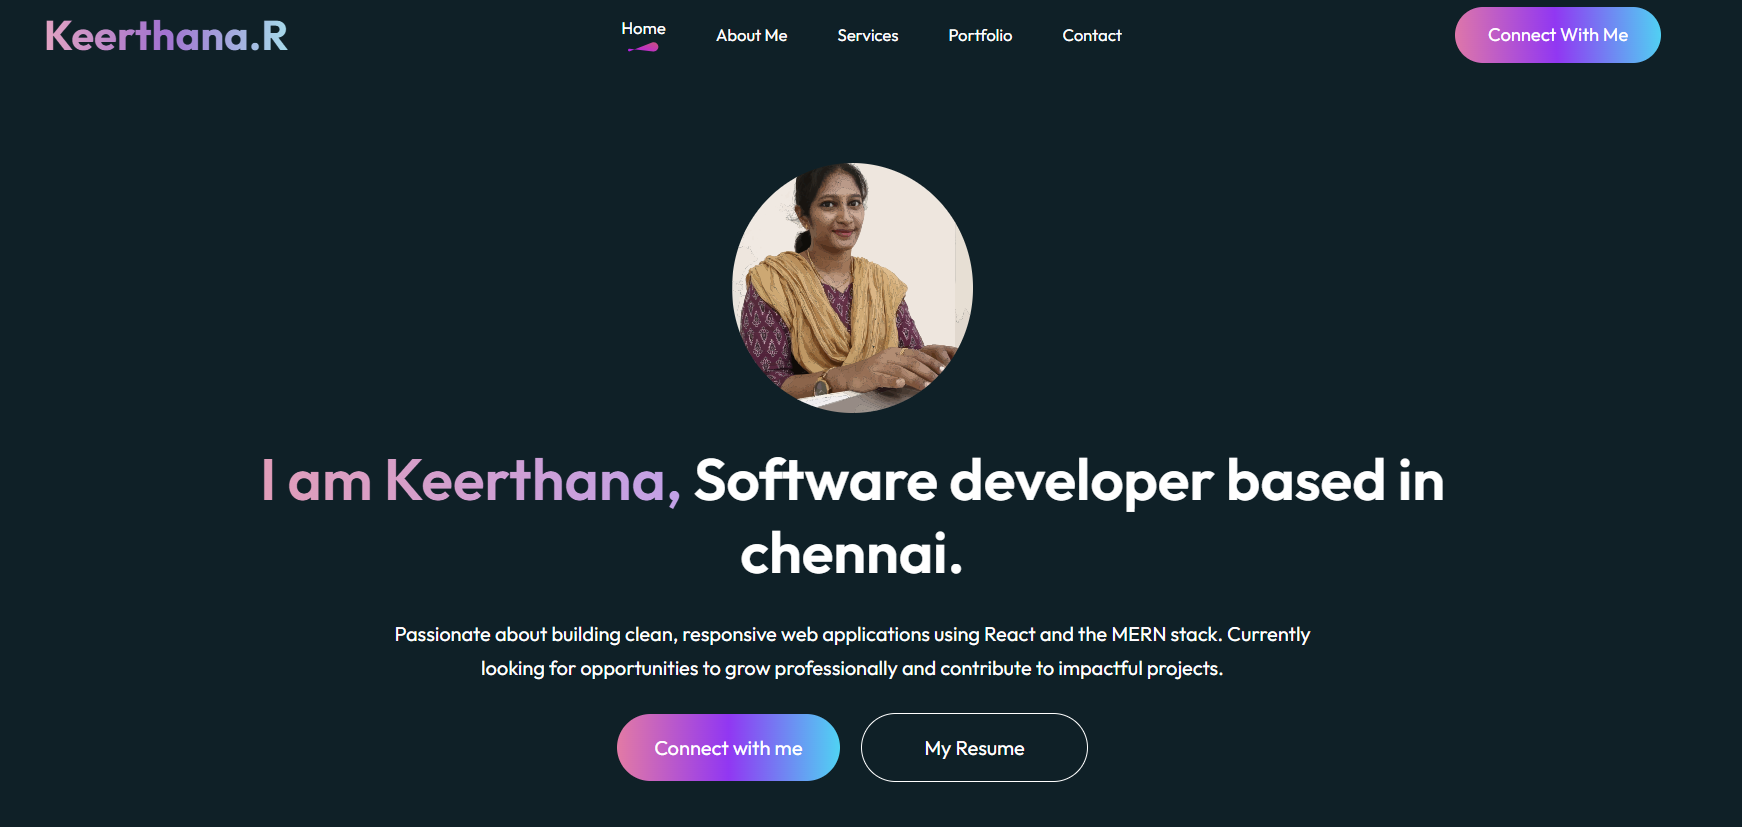 Keerthana.R
Home
About Me
Services
Portfolio
Contact
Connect With Me
I am Keerthana, Software developer based in
chennai.
Passionate about building clean, responsive web applications using React and the MERN stack. Currently
looking for opportunities to grow professionally and contribute to impactful projects.
Connect with me
My Resume